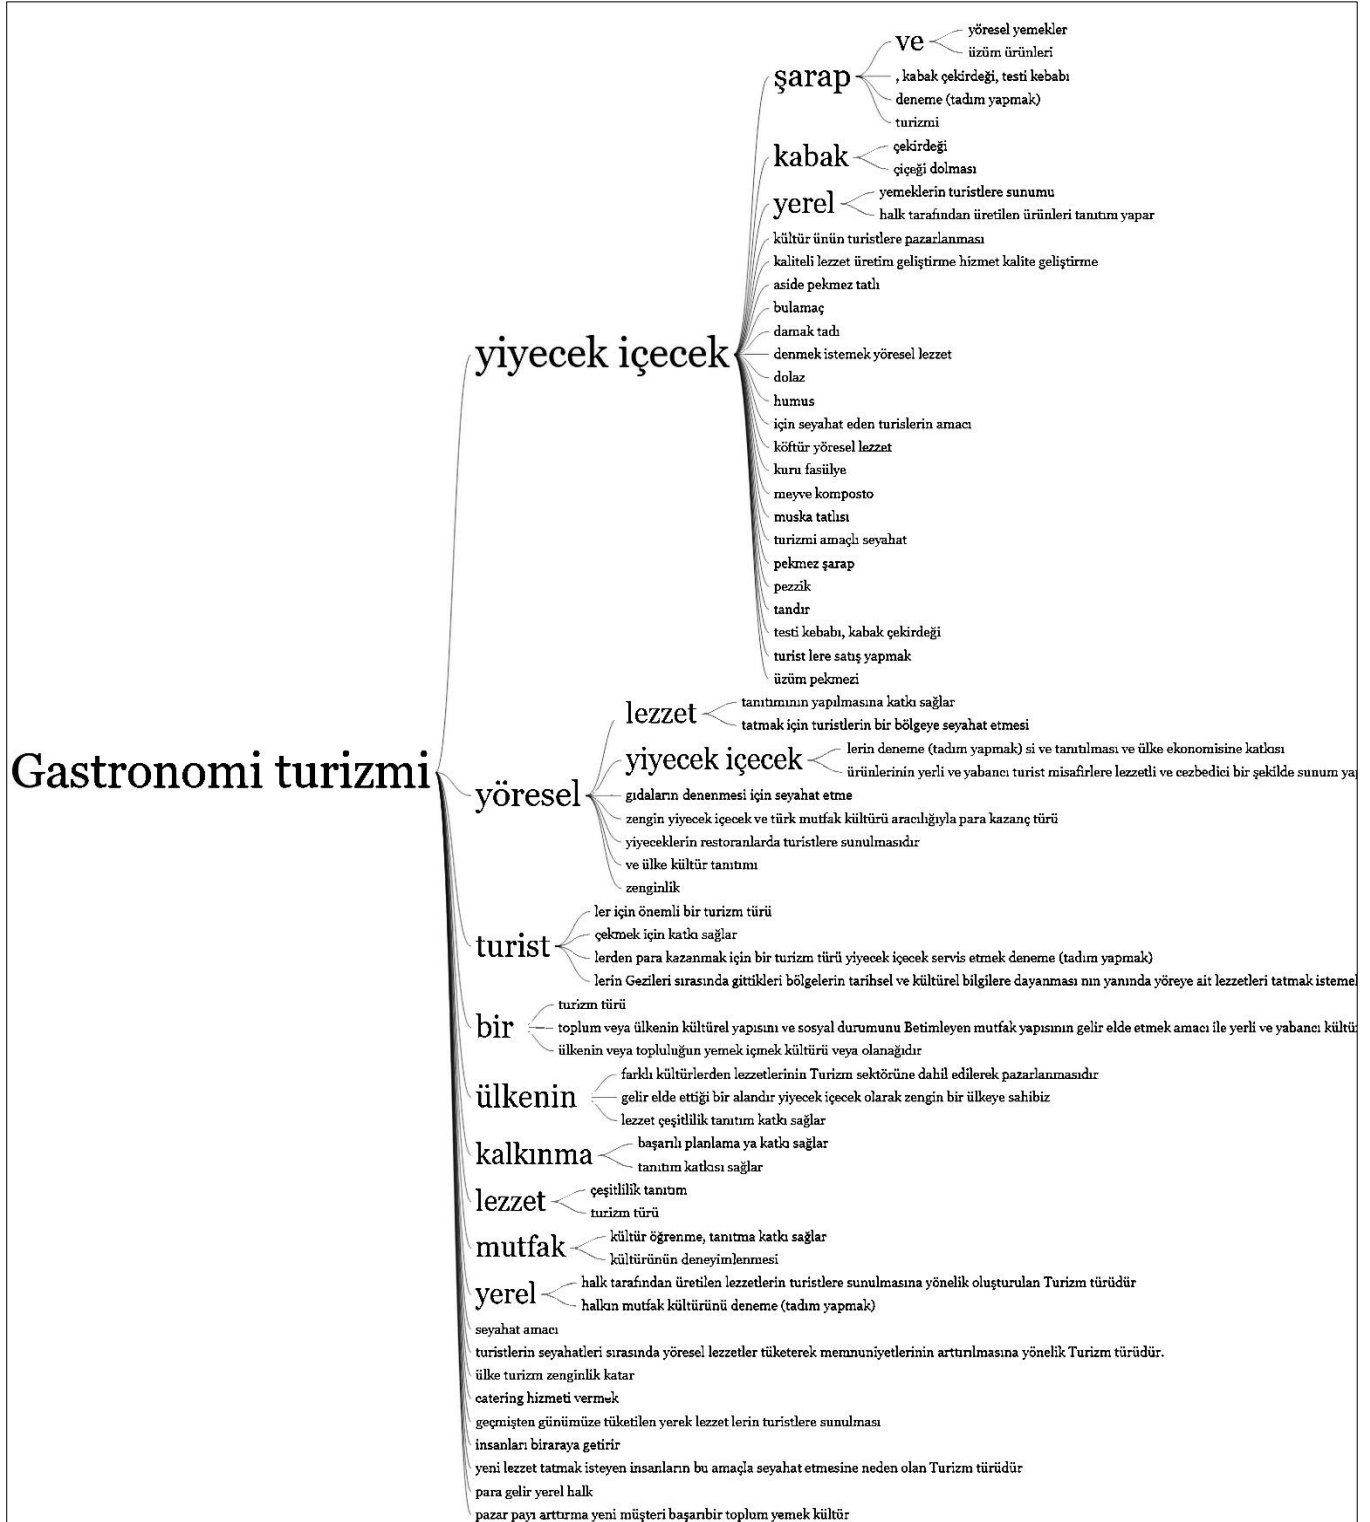 ve
yöresel yemekler
üzüm ürünleri
şarap
, kabak çekirdeği, testi kebabı
deneme (tadım yapmak)
turizmi
kabak
çekirdeği
çiçeği dolması
yerel
yemeklerin turistlere sunumu
halk tarafından üretilen ürünleri tanıtım yapar
kültür ünün turistlere pazarlanması
kaliteli lezzet üretim geliştirme hizmet kalite geliştirme
aside pekmez tatlı
bulamaç
damak tadı
yiyecek içecek
denmek istemek yöresel lezzet
dolaz
humus
için seyahat eden turislerin amacı
köftür yöresel lezzet
kuru fasülye
meyve komposto
muska tatlısı
turizmi amaçlı seyahat
pekmez şarap
pezzik
tandır
testi kebabı, kabak çekirdeği
turist lere satış yapmak
üzüm pekmezi
lezzet
tanıtımının yapılmasına katkı sağlar
tatmak için turistlerin bir bölgeye seyahat etmesi
yiyecek içecek
lerin deneme (tadım yapmak) si ve tanıtılması ve ülke ekonomisine katkısı
ürünlerinin yerli ve yabancı turist misafirlere lezzetli ve cezbedici bir şekilde sunum
Gastronomi turizmi
yöresel
gıdaların denenmesi için seyahat etme
zengin yiyecek içecek ve türk mutfak kültürü aracılığıyla para kazanç türü
yiyeceklerin restoranlarda turistlere sunulmasıdır
ve ülke kültür tanıtımı
zenginlik
turist
ler için önemli bir turizm türü
çekmek için katkı sağlar
lerden para kazanmak için bir turizm türü yiyecek içecek servis etmek deneme (tadım yapmak)
lerin Gezileri sırasında gittikleri bölgelerin tarihsel ve kültürel bilgilere dayanması nın yanında yöreye ait lezzetleri tatmak
bir
turizm türü
toplum veya ülkenin kültürel yapısını ve sosyal durumunu Betimleyen mutfak yapısının gelir elde etmek amacı ile yerli ve yabancı
ülkenin veya topluluğun yemek içmek kültürü veya olanağıdır
ülkenin
farklı kültürlerden lezzetlerinin Turizm sektörüne dahil edilerek pazarlanmasıdır
gelir elde ettiği bir alandır yiyecek içecek olarak zengin bir ülkeye sahibiz
lezzet çeşitlilik tanıtım katkı sağlar
kalkınma
başarılı planlama ya katkı sağlar
tanıtım katkısı sağlar
lezzet
çeşitlilik tanıtım
turizm türü
mutfak
kültür öğrenme, tanıtma katkı sağlar
kültürünün deneyimlenmesi
yerel
halk tarafından üretilen lezzetlerin turistlere sunulmasına yönelik oluşturulan Turizm türüdür
halkın mutfak kültürünü deneme (tadım yapmak)
seyahat amacı
turistlerin seyahatleri sırasında yöresel lezzetler tüketerek memnuniyetlerinin arttırılmasına yönelik Turizm türüdür.
ülke turizm zenginlik katar
catering hizmeti vermek
geçmişten günümüze tüketilen yerek lezzet lerin turistlere sunulması
insanları biraraya getirir
yeni lezzet tatmak isteyen insanların bu amaçla seyahat etmesine neden olan Turizm türüdür
para gelir yerel halk
pazar payı arttırma yeni müşteri başarıbir toplum yemek kültür